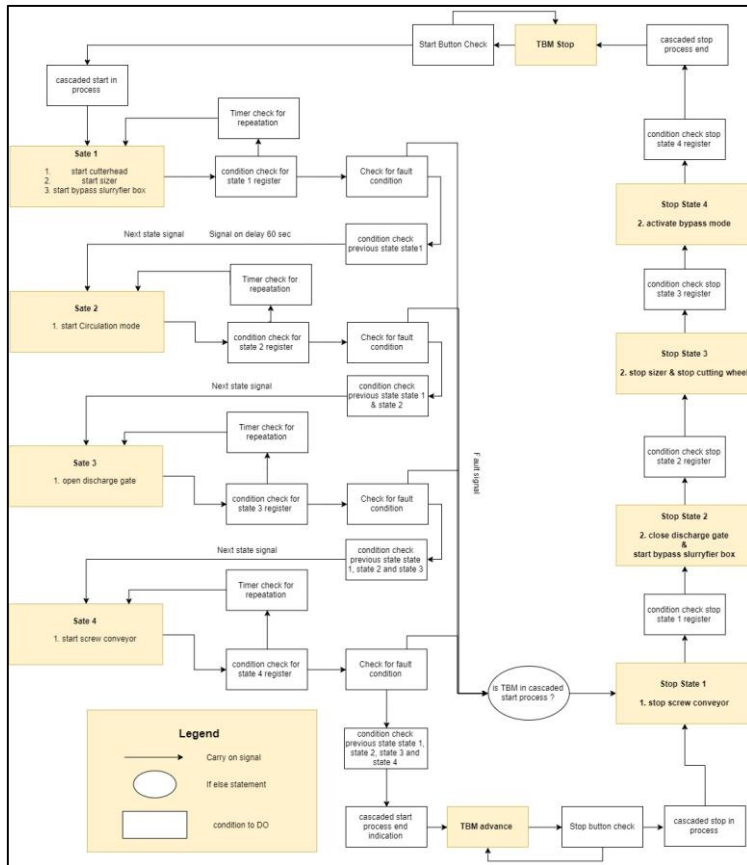 Start Button Check
TBM Stop
cascaded stop
process end
cascaded start in
process
Timer check for
repeatation
Sate 1
1. start cutterhead
2. start sizer
3. start bypass slurryfier box
condition check for
state 1 register
Check for fault
condition
condition check stop
state 4 register
Stop State 4
2. activate bypass mode
Next state signal Signal on delay 60 sec
condition check
previous state state1
Timer check for
repeatation
Sate 2
1. start Circulation mode
condition check for
state 2 register
Check for fault
condition
condition check stop
state 3 register
Stop State 3
2. stop sizer & stop cutting wheel
Next state signal
condition check
previous state state 1
& state 2
Timer check for
repeatation
Sate 3
1. open discharge gate
condition check for
state 3 register
Check for fault
condition
Fault signal
condition check stop
state 2 register
Stop State 2
2. close discharge gate
&
start bypass slurryfier box
Next state signal
condition check
previous state state
1, state 2 and state 3
Timer check for
repeatation
Sate 4
1. start screw conveyor
condition check for
state 4 register
Check for fault
condition
condition check stop
state 1 register
is TBM in cascaded
start process ?
Stop State 1
1. stop screw conveyor
Legend
Carry on signal
If else statement
condition to DO
condition check
previous state state 1,
state 2, state 3 and
state 4
cascaded start
process end
indication
TBM advance
Stop button check
cascaded stop in
process